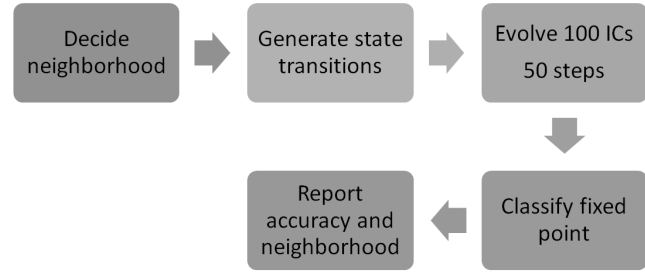 Decide
neighborhood
Generate state
transitions
Evolve 100 ICs
50 steps
Classify fixed
point
Report
accuracy and
neighborhood